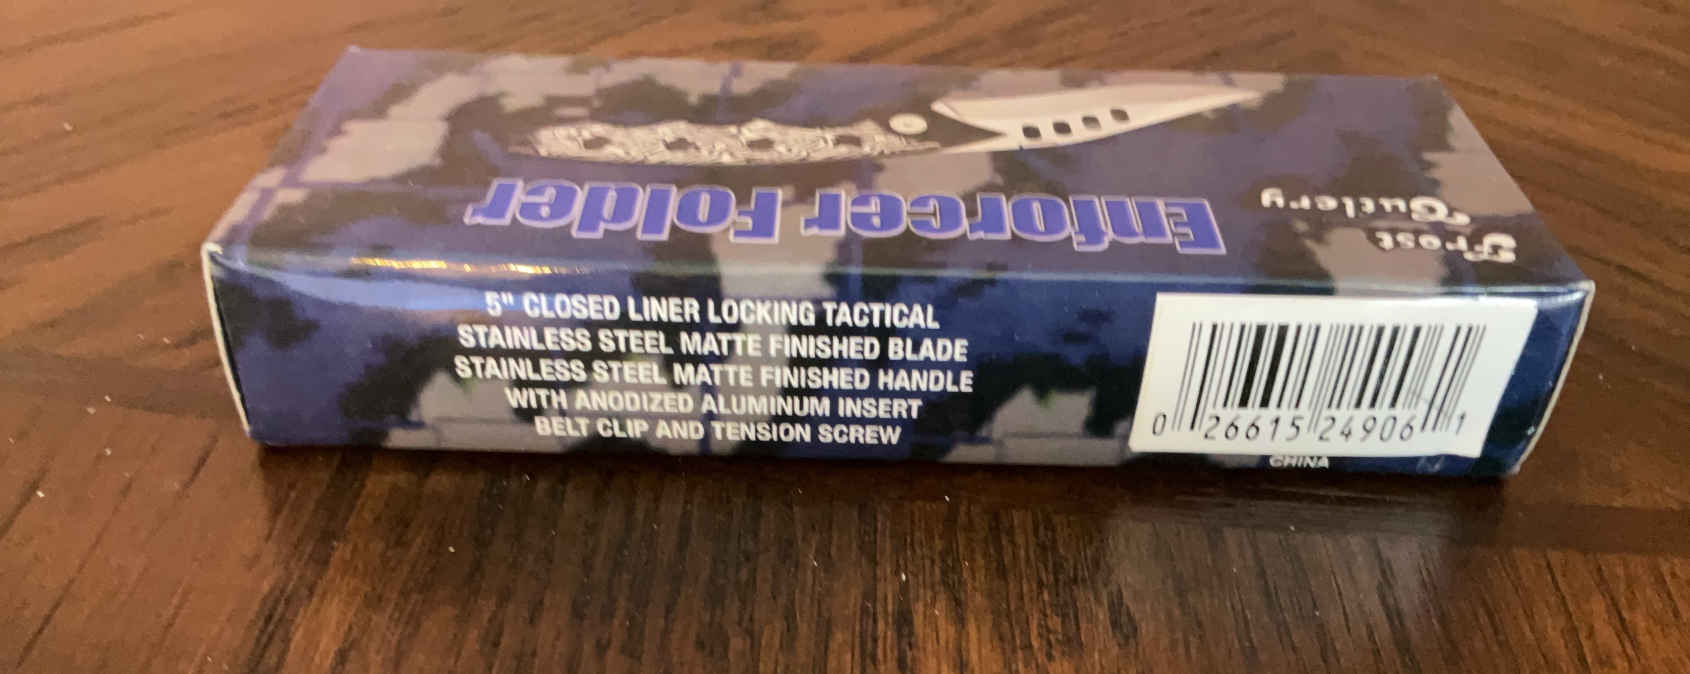 Frost
Cutlery
Enforcer Folder
5" CLOSED LINER LOCKING TACTICAL
STAINLESS STEEL MATTE FINISHED BLADE
STAINLESS STEEL MATTE FINISHED HANDLE
WITH ANODIZED ALUMINUM INSERT
BELT CLIP AND TENSION SCREW
0 26615 24906 1
CHINA